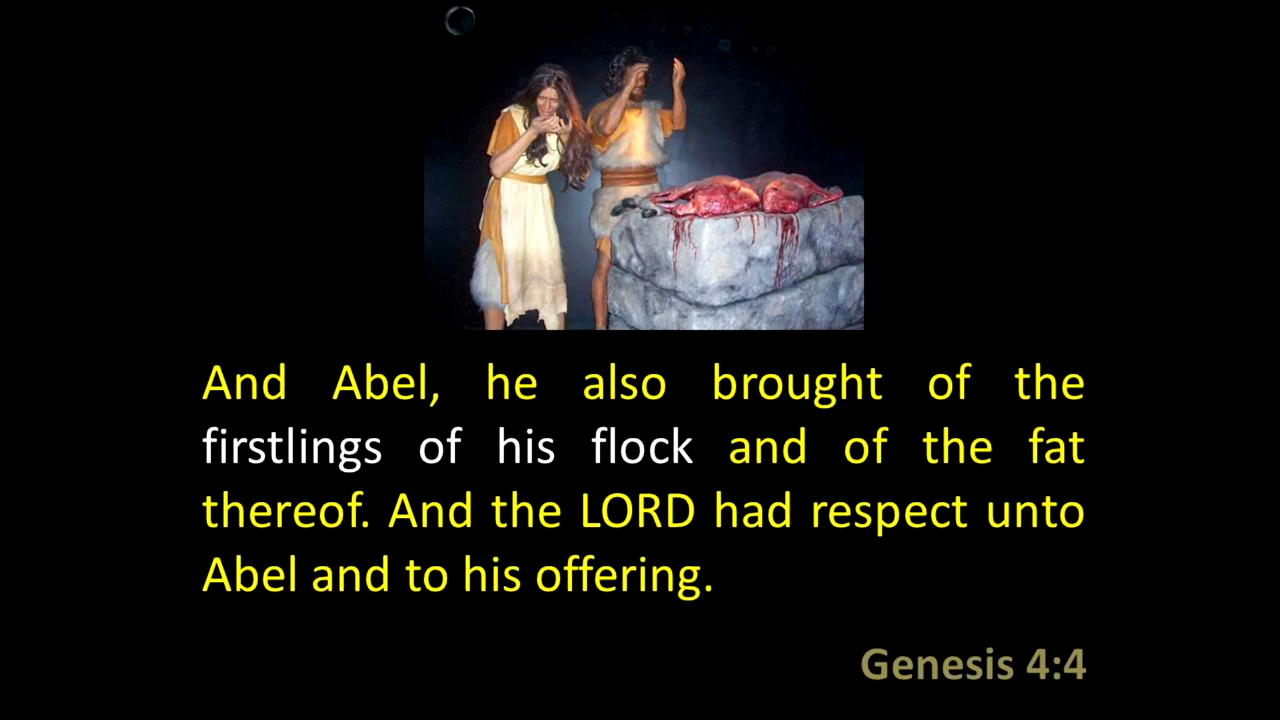 And Abel, he also brought of the
firstlings of his flock and of the fat
thereof. And the LORD had respect unto
Abel and to his offering.
Genesis 4:4